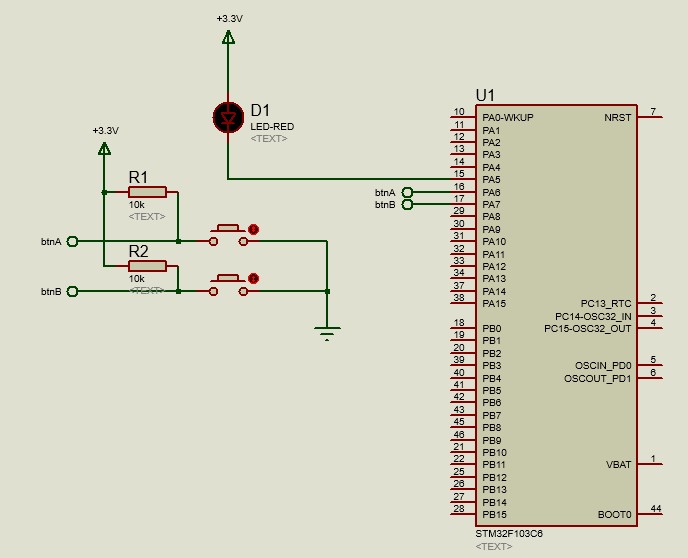 +3.3V
D1
LED-RED
<TEXT>
+3.3V
R1
10k
<TEXT>
btnA
R2
10k
<TEXT>
btnB
btnA
btnB
U1
10 PA0-WKUP NRST 7
11 PA1
12 PA2
13 PA3
14 PA4
15 PA5
16 PA6
17 PA7
29 PA8
30 PA9
31 PA10
32 PA11
33 PA12
34 PA13
37 PA14
38 PA15 PC13_RTC 2
PC14-OSC32_IN 3
18 PB0 PC15-OSC32_OUT 4
19 PB1
20 PB2
39 PB3 OSCIN_PD0 5
40 PB4 OSCOUT_PD1 6
41 PB5
42 PB6
43 PB7
45 PB8
46 PB9
21 PB10
22 PB11 VBAT 1
25 PB12
26 PB13
27 PB14
28 PB15 BOOT0 44
STM32F103C6
<TEXT>